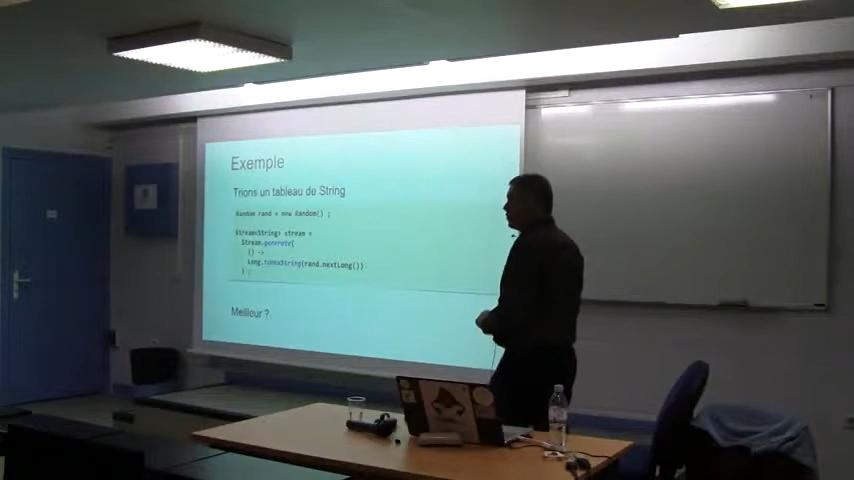 Exemple
Trions un tableau de String
Random rand = new Random() ;
Stream<String> stream =
Stream.generate(
() ->
Long.toHexString(rand.nextLong())
) ;
Meilleur ?